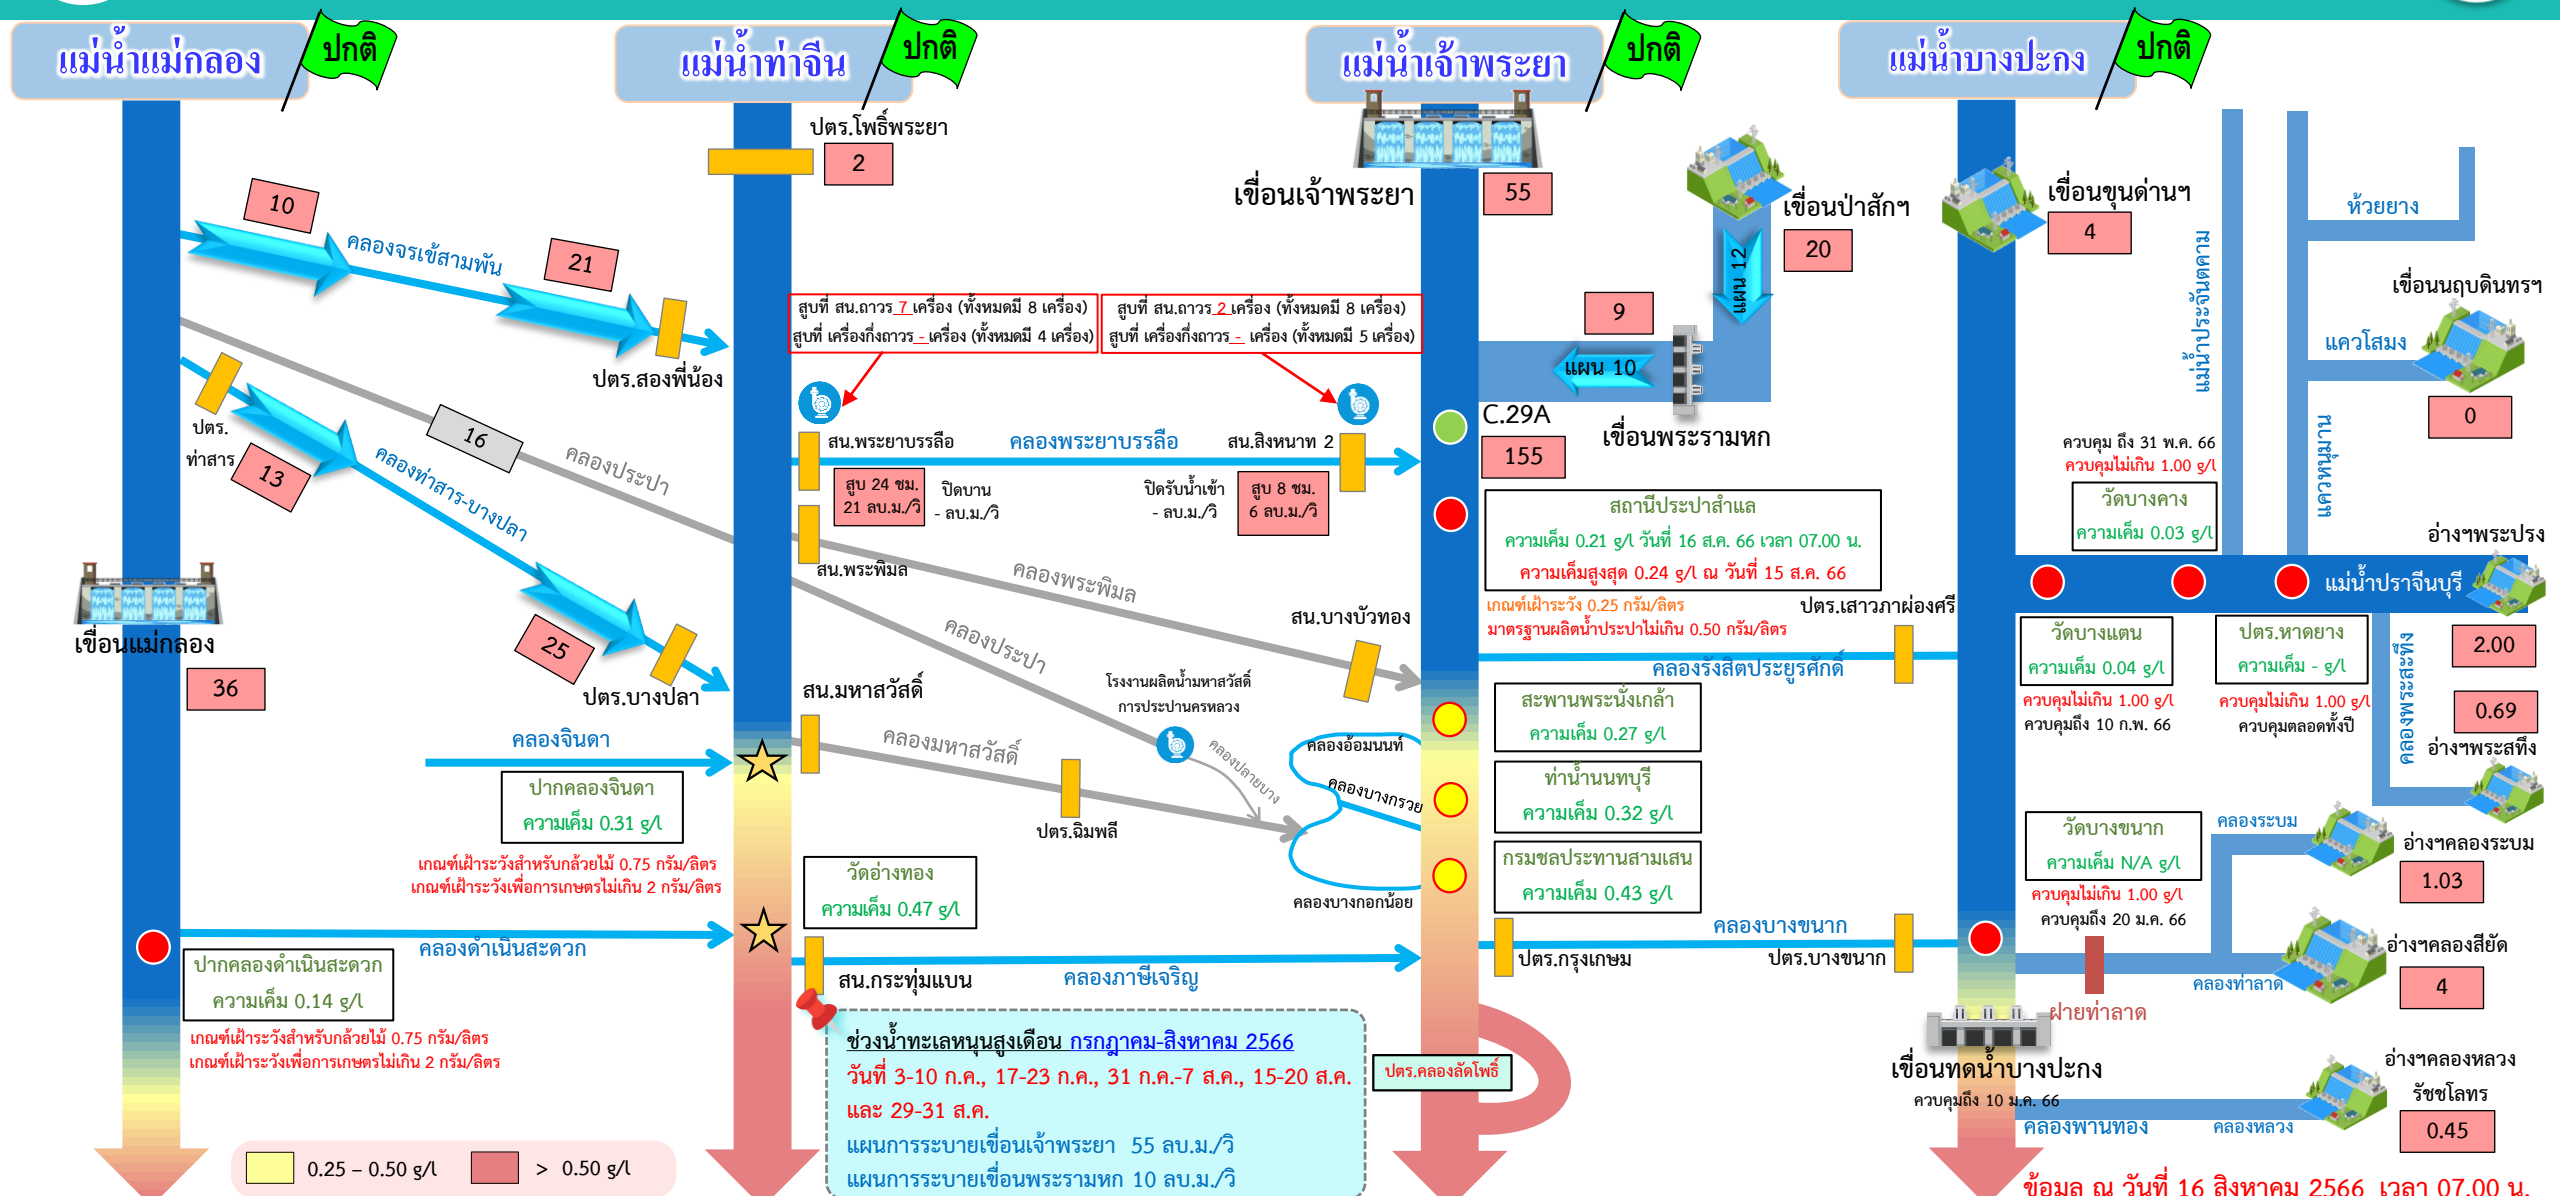 แม่น้ำแม่กลอง
ปกติ
แม่น้ำท่าจีน
ปกติ
แม่น้ำเจ้าพระยา
ปกติ
แม่น้ำบางปะกง
ปกติ
ปตร.โพธิ์พระยา
2
10
คลองจรเข้สามพัน
21
ปตร.สองพี่น้อง
ปตร.
ท่าสาร
13
16
คลองประปา
คลองท่าสาร-บางปลา
25
ปตร.บางปลา
เขื่อนแม่กลอง
36
คลองจินดา
ปากคลองจินดา
ความเค็ม 0.31 g/l
เกณฑ์เฝ้าระวังสำหรับกล้วยไม้ 0.75 กรัม/ลิตร
เกณฑ์เฝ้าระวังเพื่อการเกษตรไม่เกิน 2 กรัม/ลิตร
คลองดำเนินสะดวก
ปากคลองดำเนินสะดวก
ความเค็ม 0.14 g/l
เกณฑ์เฝ้าระวังสำหรับกล้วยไม้ 0.75 กรัม/ลิตร
เกณฑ์เฝ้าระวังเพื่อการเกษตรไม่เกิน 2 กรัม/ลิตร
0.25 – 0.50 g/l
> 0.50 g/l
สูบที่ สน.ถาวร 7 เครื่อง (ทั้งหมดมี 8 เครื่อง)
สูบที่ เครื่องกึ่งถาวร - เครื่อง (ทั้งหมดมี 4 เครื่อง)
สูบที่ สน.ถาวร 2 เครื่อง (ทั้งหมดมี 8 เครื่อง)
สูบที่ เครื่องกึ่งถาวร - เครื่อง (ทั้งหมดมี 5 เครื่อง)
สน.พระยาบรรลือ
คลองพระยาบรรลือ
สน.สิงหนาท 2
สูบ 24 ชม.
21 ลบ.ม./วิ
ปิดบาน
- ลบ.ม./วิ
ปิดรับน้ำเข้า
- ลบ.ม./วิ
สูบ 8 ชม.
6 ลบ.ม./วิ
สน.พระพิมล
คลองพระพิมล
คลองประปา
สน.บางบัวทอง
สน.มหาสวัสดิ์
คลองมหาสวัสดิ์
โรงงานผลิตน้ำมหาสวัสดิ์
การประปานครหลวง
คลองปลายบาง
ปตร.ฉิมพลี
คลองอ้อมนนท์
คลองบางกรวย
คลองบางกอกน้อย
วัดอ่างทอง
ความเค็ม 0.47 g/l
สน.กระทุ่มแบน
คลองภาษีเจริญ
ช่วงน้ำทะเลหนุนสูงเดือน กรกฎาคม-สิงหาคม 2566
วันที่ 3-10 ก.ค., 17-23 ก.ค., 31 ก.ค.-7 ส.ค., 15-20 ส.ค.
และ 29-31 ส.ค.
แผนการระบายเขื่อนเจ้าพระยา 55 ลบ.ม./วิ
แผนการระบายเขื่อนพระรามหก 10 ลบ.ม./วิ
ปตร.คลองลัดโพธิ์
เขื่อนเจ้าพระยา
55
เขื่อนป่าสักฯ
20
แผน 12
9
แผน 10
เขื่อนพระรามหก
C.29A
155
สถานีประปาสำแล
ความเค็ม 0.21 g/l วันที่ 16 ส.ค. 66 เวลา 07.00 น.
ความเค็มสูงสุด 0.24 g/l ณ วันที่ 15 ส.ค. 66
เกณฑ์เฝ้าระวัง 0.25 กรัม/ลิตร
มาตรฐานผลิตน้ำประปาไม่เกิน 0.50 กรัม/ลิตร
ปตร.เสาวภาผ่องศรี
คลองรังสิตประยูรศักดิ์
สะพานพระนั่งเกล้า
ความเค็ม 0.27 g/l
ท่าน้ำนนทบุรี
ความเค็ม 0.32 g/l
กรมชลประทานสามเสน
ความเค็ม 0.43 g/l
คลองบางขนาก
ปตร.กรุงเกษม
ปตร.บางขนาก
เขื่อนขุนด่านฯ
4
แม่น้ำประจันตคาม
ห้วยยาง
เขื่อนนฤบดินทรฯ
แควโสมง
0
แควหนุมาน
ควบคุม ถึง 31 พ.ค. 66
ควบคุมไม่เกิน 1.00 g/l
วัดบางคาง
ความเค็ม 0.03 g/l
อ่างฯพระปรง
แม่น้ำปราจีนบุรี
2.00
วัดบางแตน
ความเค็ม 0.04 g/l
ควบคุมไม่เกิน 1.00 g/l
ควบคุมถึง 10 ก.พ. 66
ปตร.หาดยาง
ความเค็ม - g/l
ควบคุมไม่เกิน 1.00 g/l
ควบคุมตลอดทั้งปี
คลองพระสะทึง
0.69
อ่างฯพระสทึง
วัดบางขนาก
ความเค็ม N/A g/l
ควบคุมไม่เกิน 1.00 g/l
ควบคุมถึง 20 ม.ค. 66
คลองระบม
อ่างฯคลองระบม
1.03
อ่างฯคลองสียัด
4
คลองท่าลาด
ฝายท่าลาด
เขื่อนทดน้ำบางปะกง
ควบคุมถึง 10 ม.ค. 66
คลองพานทอง
คลองหลวง
อ่างฯคลองหลวง
รัชชโลทร
0.45
ข้อมูล ณ วันที่ 16 สิงหาคม 2566 เวลา 07.00 น.